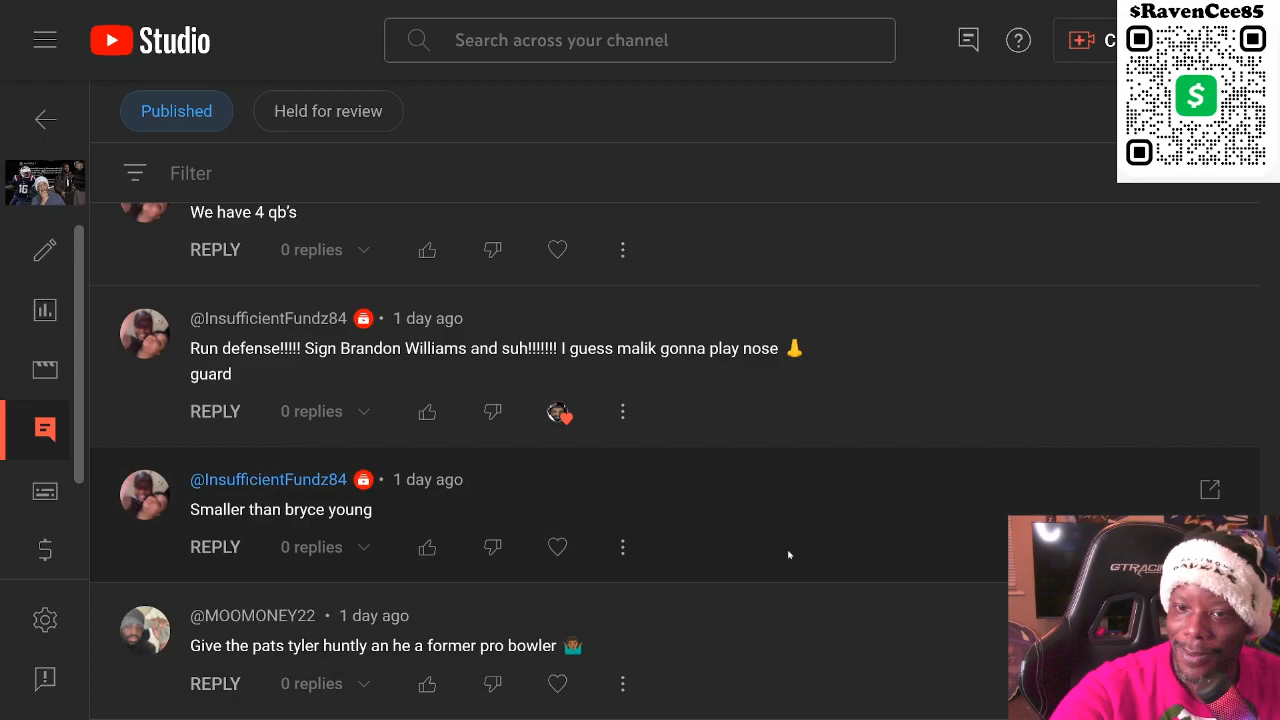 $RavenCee85
Studio
Search across your channel
C
Published
Held for review
Filter
We have 4 qb's
REPLY 0 replies
@InsufficientFundz84 • 1 day ago
Run defense!!!!! Sign Brandon Williams and suh!!!!!!! I guess malik gonna play nose 👃
guard
REPLY 0 replies
@InsufficientFundz84 • 1 day ago
Smaller than bryce young
REPLY 0 replies
GTRACING
@MOOMONEY22 • 1 day ago
Give the pats tyler huntly an he a former pro bowler 🤷🏾‍♂️
REPLY 0 replies